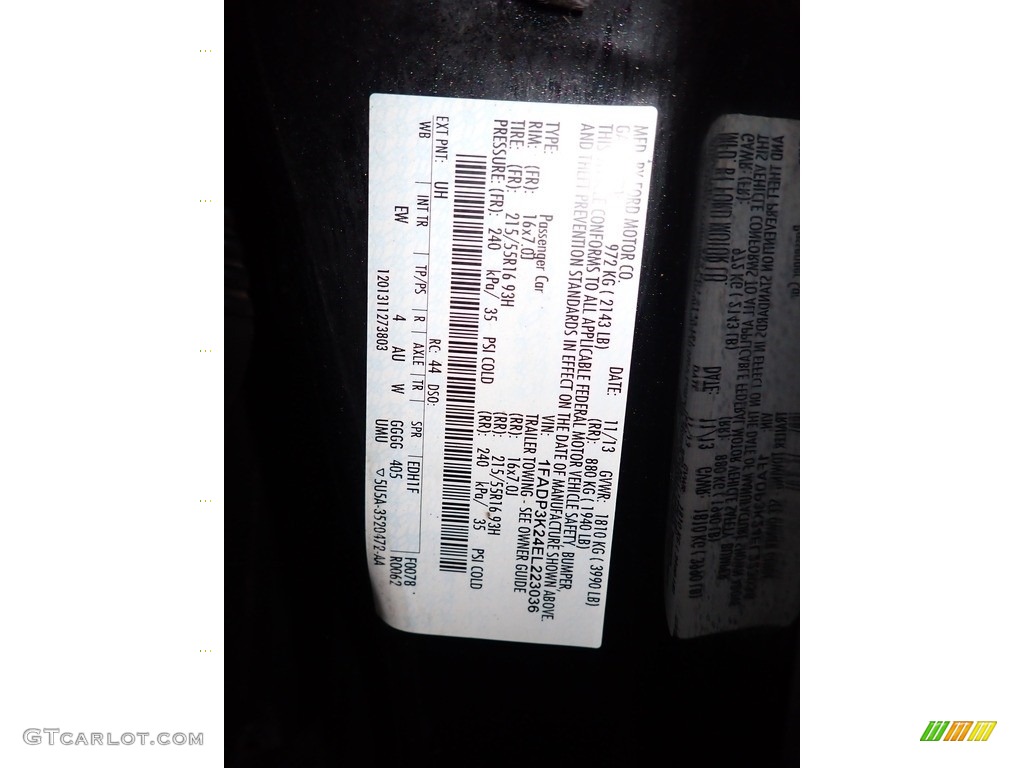 MFD. BY FORD MOTOR CO.
DATE: 11/13 GVWR: 1810 KG ( 3990 LB)
972 KG ( 2143 LB) (RR): 880 KG ( 1940 LB)
CONFORMS TO ALL APPLICABLE FEDERAL MOTOR VEHICLE SAFETY, BUMPER,
AND THEFT PREVENTION STANDARDS IN EFFECT ON THE DATE OF MANUFACTURE SHOWN ABOVE.
VIN: 1FADP3K24EL223036
TYPE: Passenger Car TRAILER TOWING - SEE OWNER GUIDE
RIM: (FR): 16x7.0J (RR): 16x7.0J
TIRE: (FR): 215/55R16 93H (RR): 215/55R16 93H
PRESSURE: (FR): 240 kPa/ 35 PSI COLD (RR): 240 kPa/ 35 PSI COLD
EXT PNT: UH RC: 44 DSO: EDH1F F0078
WB INT TR TP/PS R AXLE TR SPR R0062
EW 4 AU W GGGG 405
UMU
1201311273803 ▽5U5A-3520472-AA
GTCarlot.com